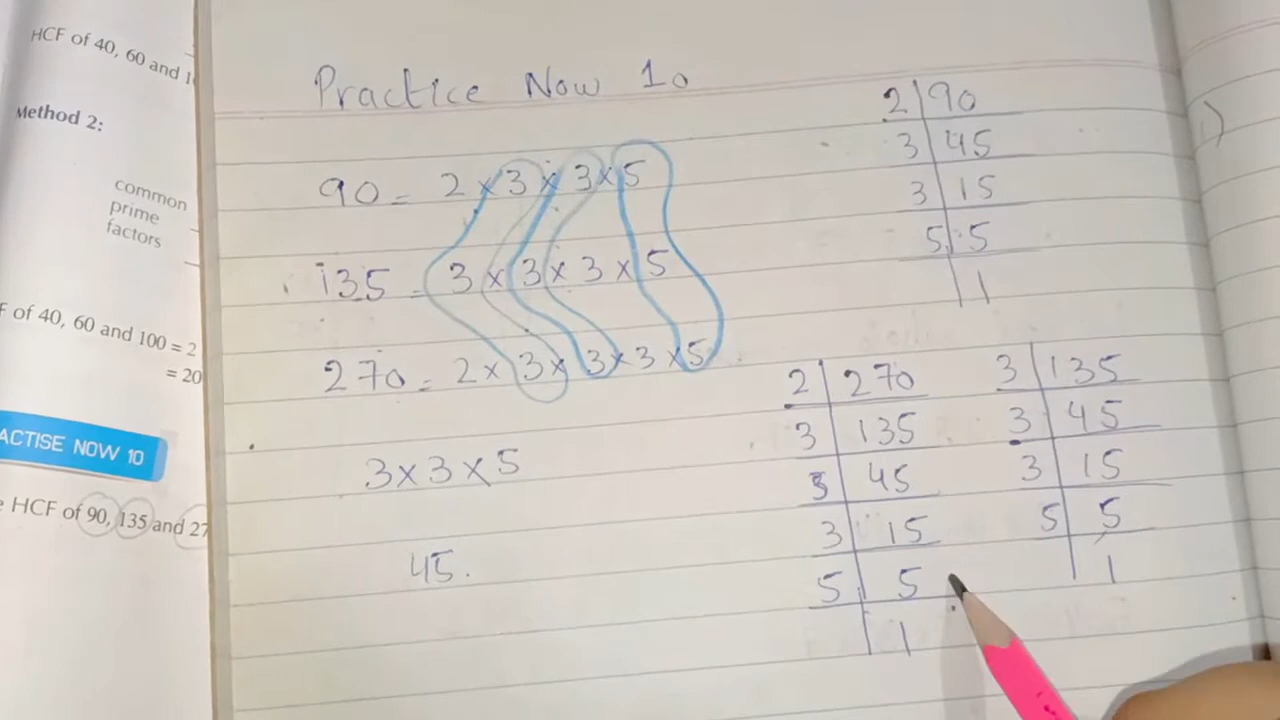 HCF of 40, 60 and
Method 2:
common
prime
factors
of 40, 60 and 100 = 2
= 20
ACTISE NOW 10
HCF of 90, 135 and 27
Practice Now 10
90 = 2 x 3 x 3 x 5
135 = 3 x 3 x 3 x 5
270 = 2 x 3 x 3 x 3 x 5
3 x 3 x 5
45.
2 | 90
3 | 45
3 | 15
5 | 5
1
2 | 270
3 | 135
3 | 45
3 | 15
5 | 5
1
3 | 135
3 | 45
3 | 15
5 | 5
1